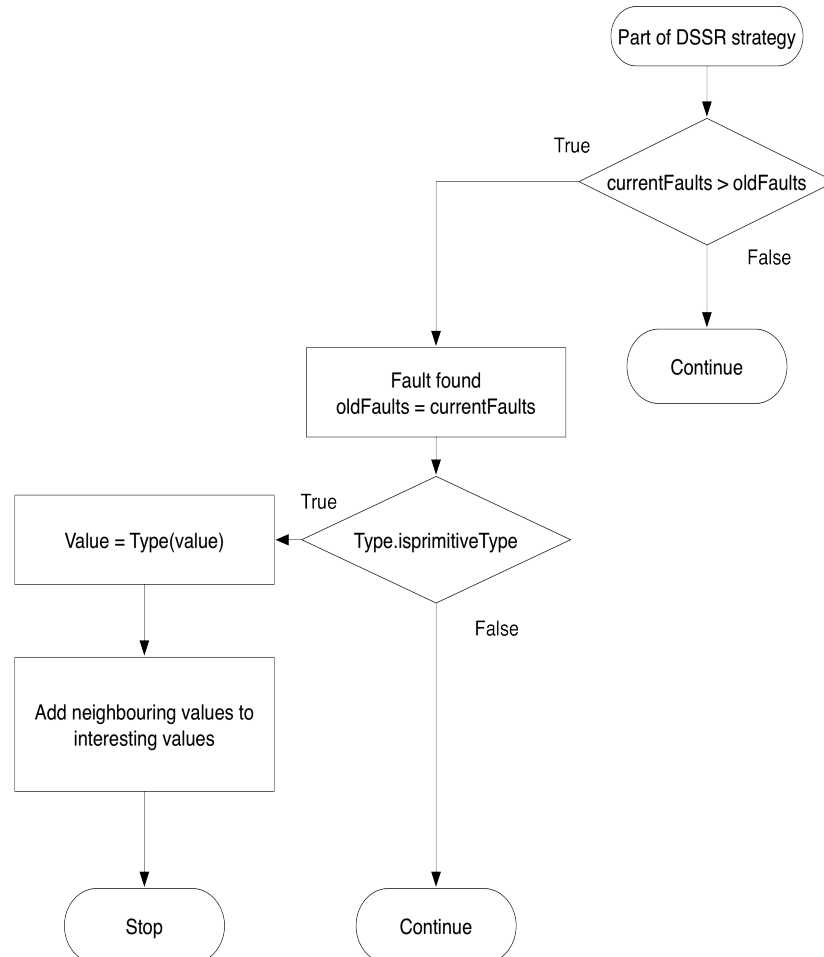 Part of DSSR strategy
True
currentFaults > oldFaults
False
Continue
Fault found
oldFaults = currentFaults
True
Value = Type(value)
Type.isprimitiveType
False
Add neighbouring values to
interesting values
Stop
Continue